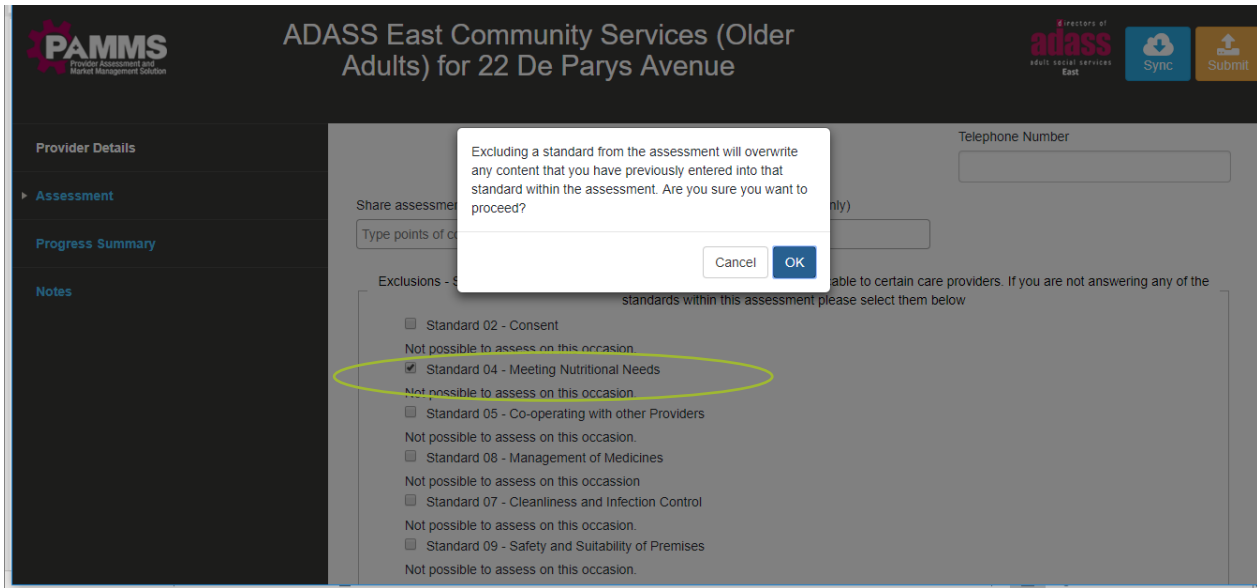 PAMMS
Provider Assessment and
Market Management Solution
ADASS East Community Services (Older
Adults) for 22 De Parys Avenue
directors of
adass
adult social services
East
Sync
Submit
Provider Details
Assessment
Progress Summary
Notes
Excluding a standard from the assessment will overwrite
any content that you have previously entered into that
standard within the assessment. Are you sure you want to
proceed?
Cancel
OK
Telephone Number
Share
Type points of
Exclusions -
to certain care providers. If you are not answering any of the
standards within this assessment please select them below
Standard 02 - Consent
Not possible to assess on this occasion.
Standard 04 - Meeting Nutritional Needs
Not possible to assess on this occasion.
Standard 05 - Co-operating with other Providers
Not possible to assess on this occasion.
Standard 08 - Management of Medicines
Not possible to assess on this occassion
Standard 07 - Cleanliness and Infection Control
Not possible to assess on this occasion.
Standard 09 - Safety and Suitability of Premises
Not possible to assess on this occasion.